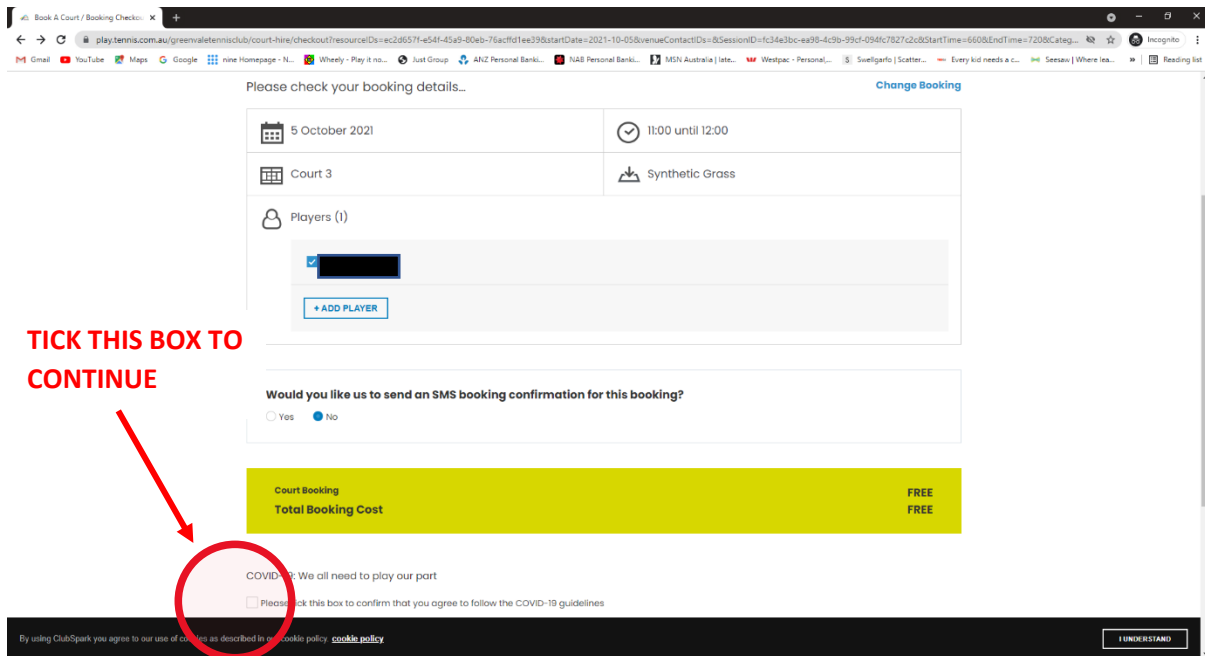 Book A Court / Booking Checkou
play.tennis.com.au/greenvaletennisclub/court-hire/checkout?resourceIDs=ec2d657f-e54f-45a9-80eb-76acffd1ee39&startDate=2021-10-05&venueContactIDs=&SessionID=fc34e3bc-ea98-4c9b-99cf-094fc7827c2c&StartTime=660&EndTime=720&Categ...
Incognito
Gmail YouTube Maps Google nine Homepage - N... Wheely - Play it no... Just Group ANZ Personal Banki... NAB Personal Banki... MSN Australia | late... Westpac - Personal,... Swellgarfo | Scatter... Every kid needs a c... Seesaw | Where lea... » Reading list
Please check your booking details...
Change Booking
5 October 2021
11:00 until 12:00
Court 3
Synthetic Grass
Players (1)
+ ADD PLAYER
TICK THIS BOX TO
CONTINUE
Would you like us to send an SMS booking confirmation for this booking?
Yes No
Court Booking FREE
Total Booking Cost FREE
COVID-19: We all need to play our part
Please tick this box to confirm that you agree to follow the COVID-19 guidelines
By using ClubSpark you agree to our use of cookies as described in our cookie policy. cookie policy
I UNDERSTAND